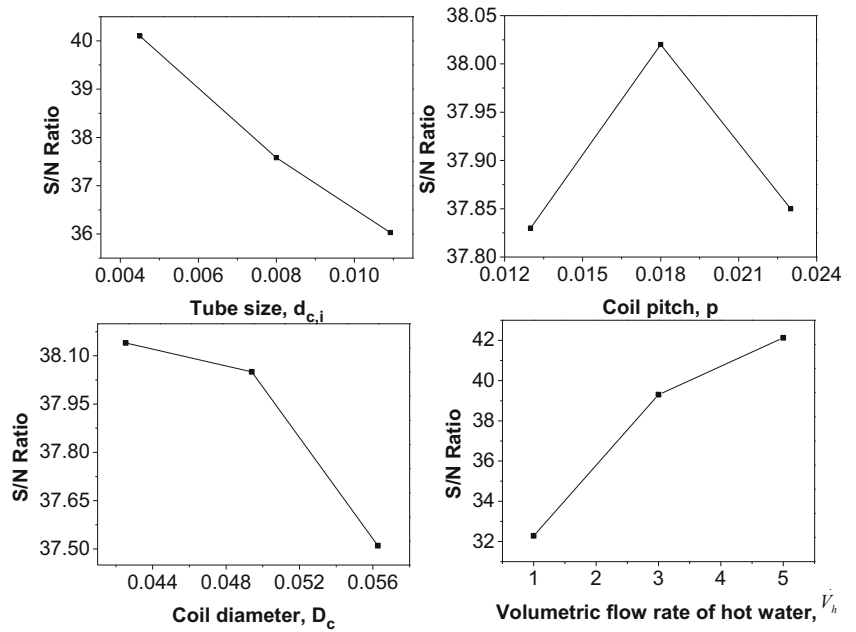 40
39
38
37
36
S/N Ratio
0.004 0.006 0.008 0.010
Tube size, d_c,i
38.05
38.00
37.95
37.90
37.85
37.80
S/N Ratio
0.012 0.015 0.018 0.021 0.024
Coil pitch, p
38.10
37.95
37.80
37.65
37.50
S/N Ratio
0.044 0.048 0.052 0.056
Coil diameter, D_c
42
40
38
36
34
32
S/N Ratio
1 2 3 4 5
Volumetric flow rate of hot water, V̇_h